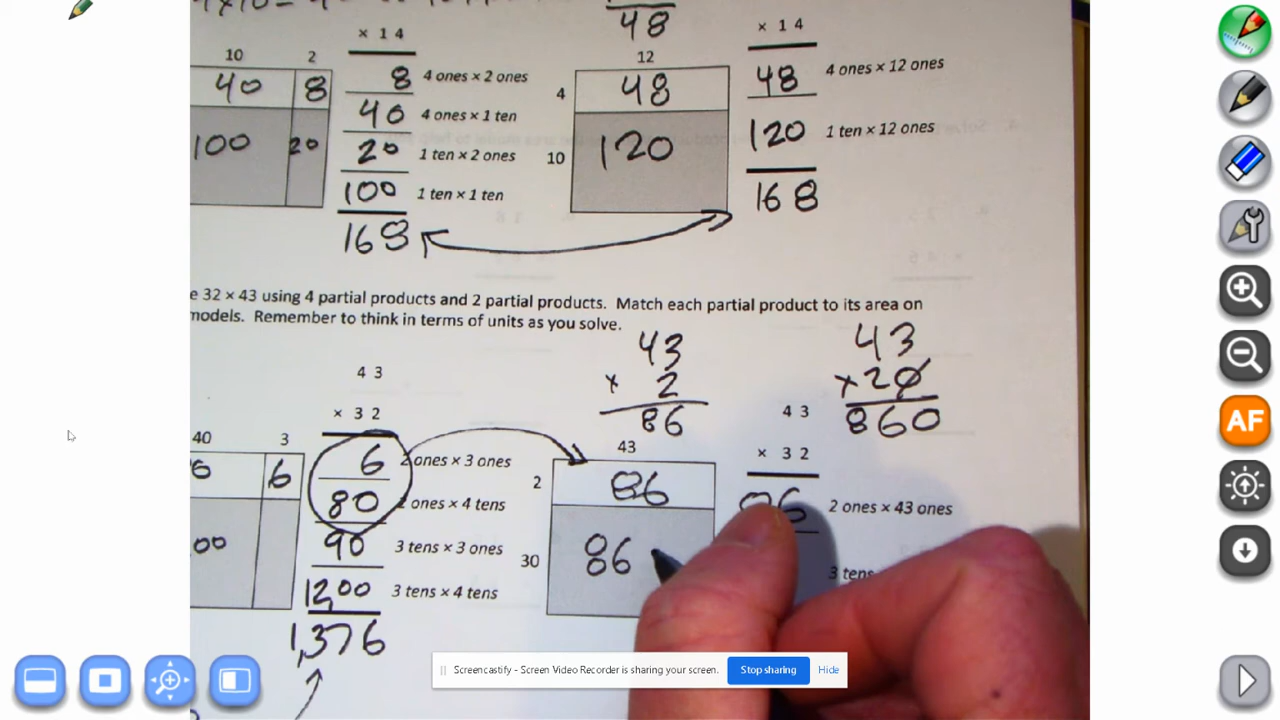 48
× 1 4
× 1 4
10 2
12
40 8
8 4 ones × 2 ones
4 48
48 4 ones × 12 ones
40 4 ones × 1 ten
100 20
20 1 ten × 2 ones
10 120
120 1 ten × 12 ones
100 1 ten × 1 ten
168
168
e 32 × 43 using 4 partial products and 2 partial products. Match each partial product to its area on
models. Remember to think in terms of units as you solve.
43
× 2
86
43
× 20
860
4 3
× 3 2
4 3
× 3 2
40 3
43
6 6
6 2 ones × 3 ones
2 86
86 2 ones × 43 ones
80 2 ones × 4 tens
00
90 3 tens × 3 ones
30 86
3 tens
1,200 3 tens × 4 tens
1,376
Screencastify - Screen Video Recorder is sharing your screen. Stop sharing Hide
AF